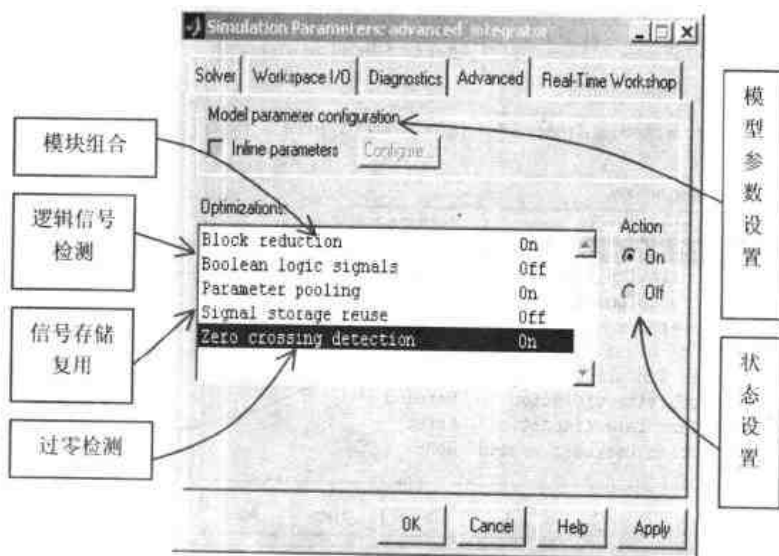 Simulation Parameters: advanced_integrator
Solver Workspace I/O Diagnostics Advanced Real-Time Workshop
Model parameter configuration
Inline parameters Configure...
Optimizations:
Block reduction On
Boolean logic signals Off
Parameter pooling On
Signal storage reuse Off
Zero crossing detection On
Action
On
Off
OK Cancel Help Apply
模块组合
逻辑信号
检测
信号存储
复用
过零检测
模型参数设置
状态设置